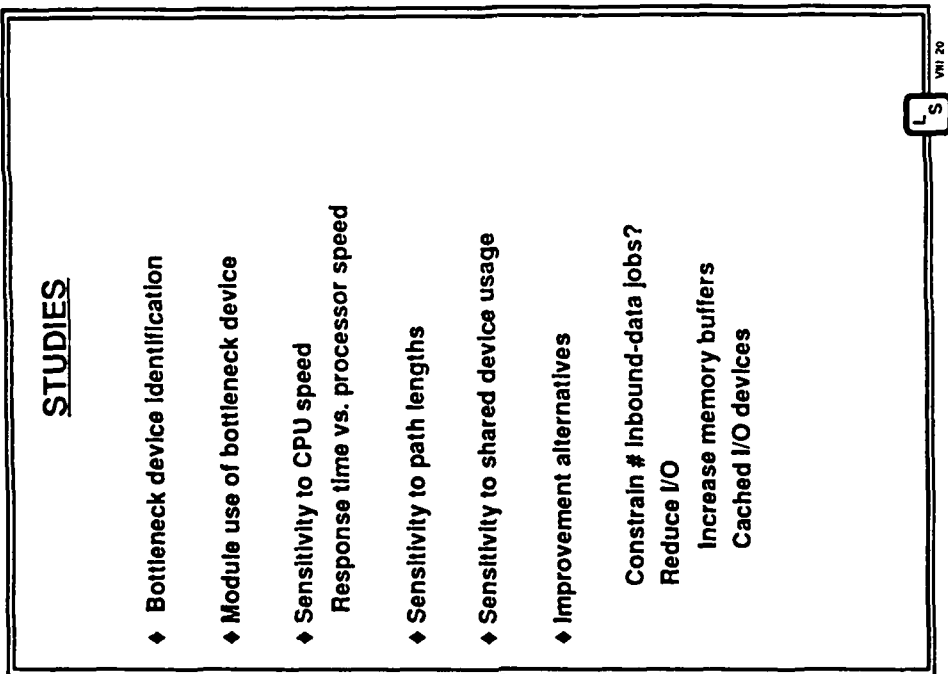 STUDIES
♦ Bottleneck device identification
♦ Module use of bottleneck device
♦ Sensitivity to CPU speed
Response time vs. processor speed
♦ Sensitivity to path lengths
♦ Sensitivity to shared device usage
♦ Improvement alternatives
Constrain # inbound-data jobs?
Reduce I/O
Increase memory buffers
Cached I/O devices
L
S
VIII 20